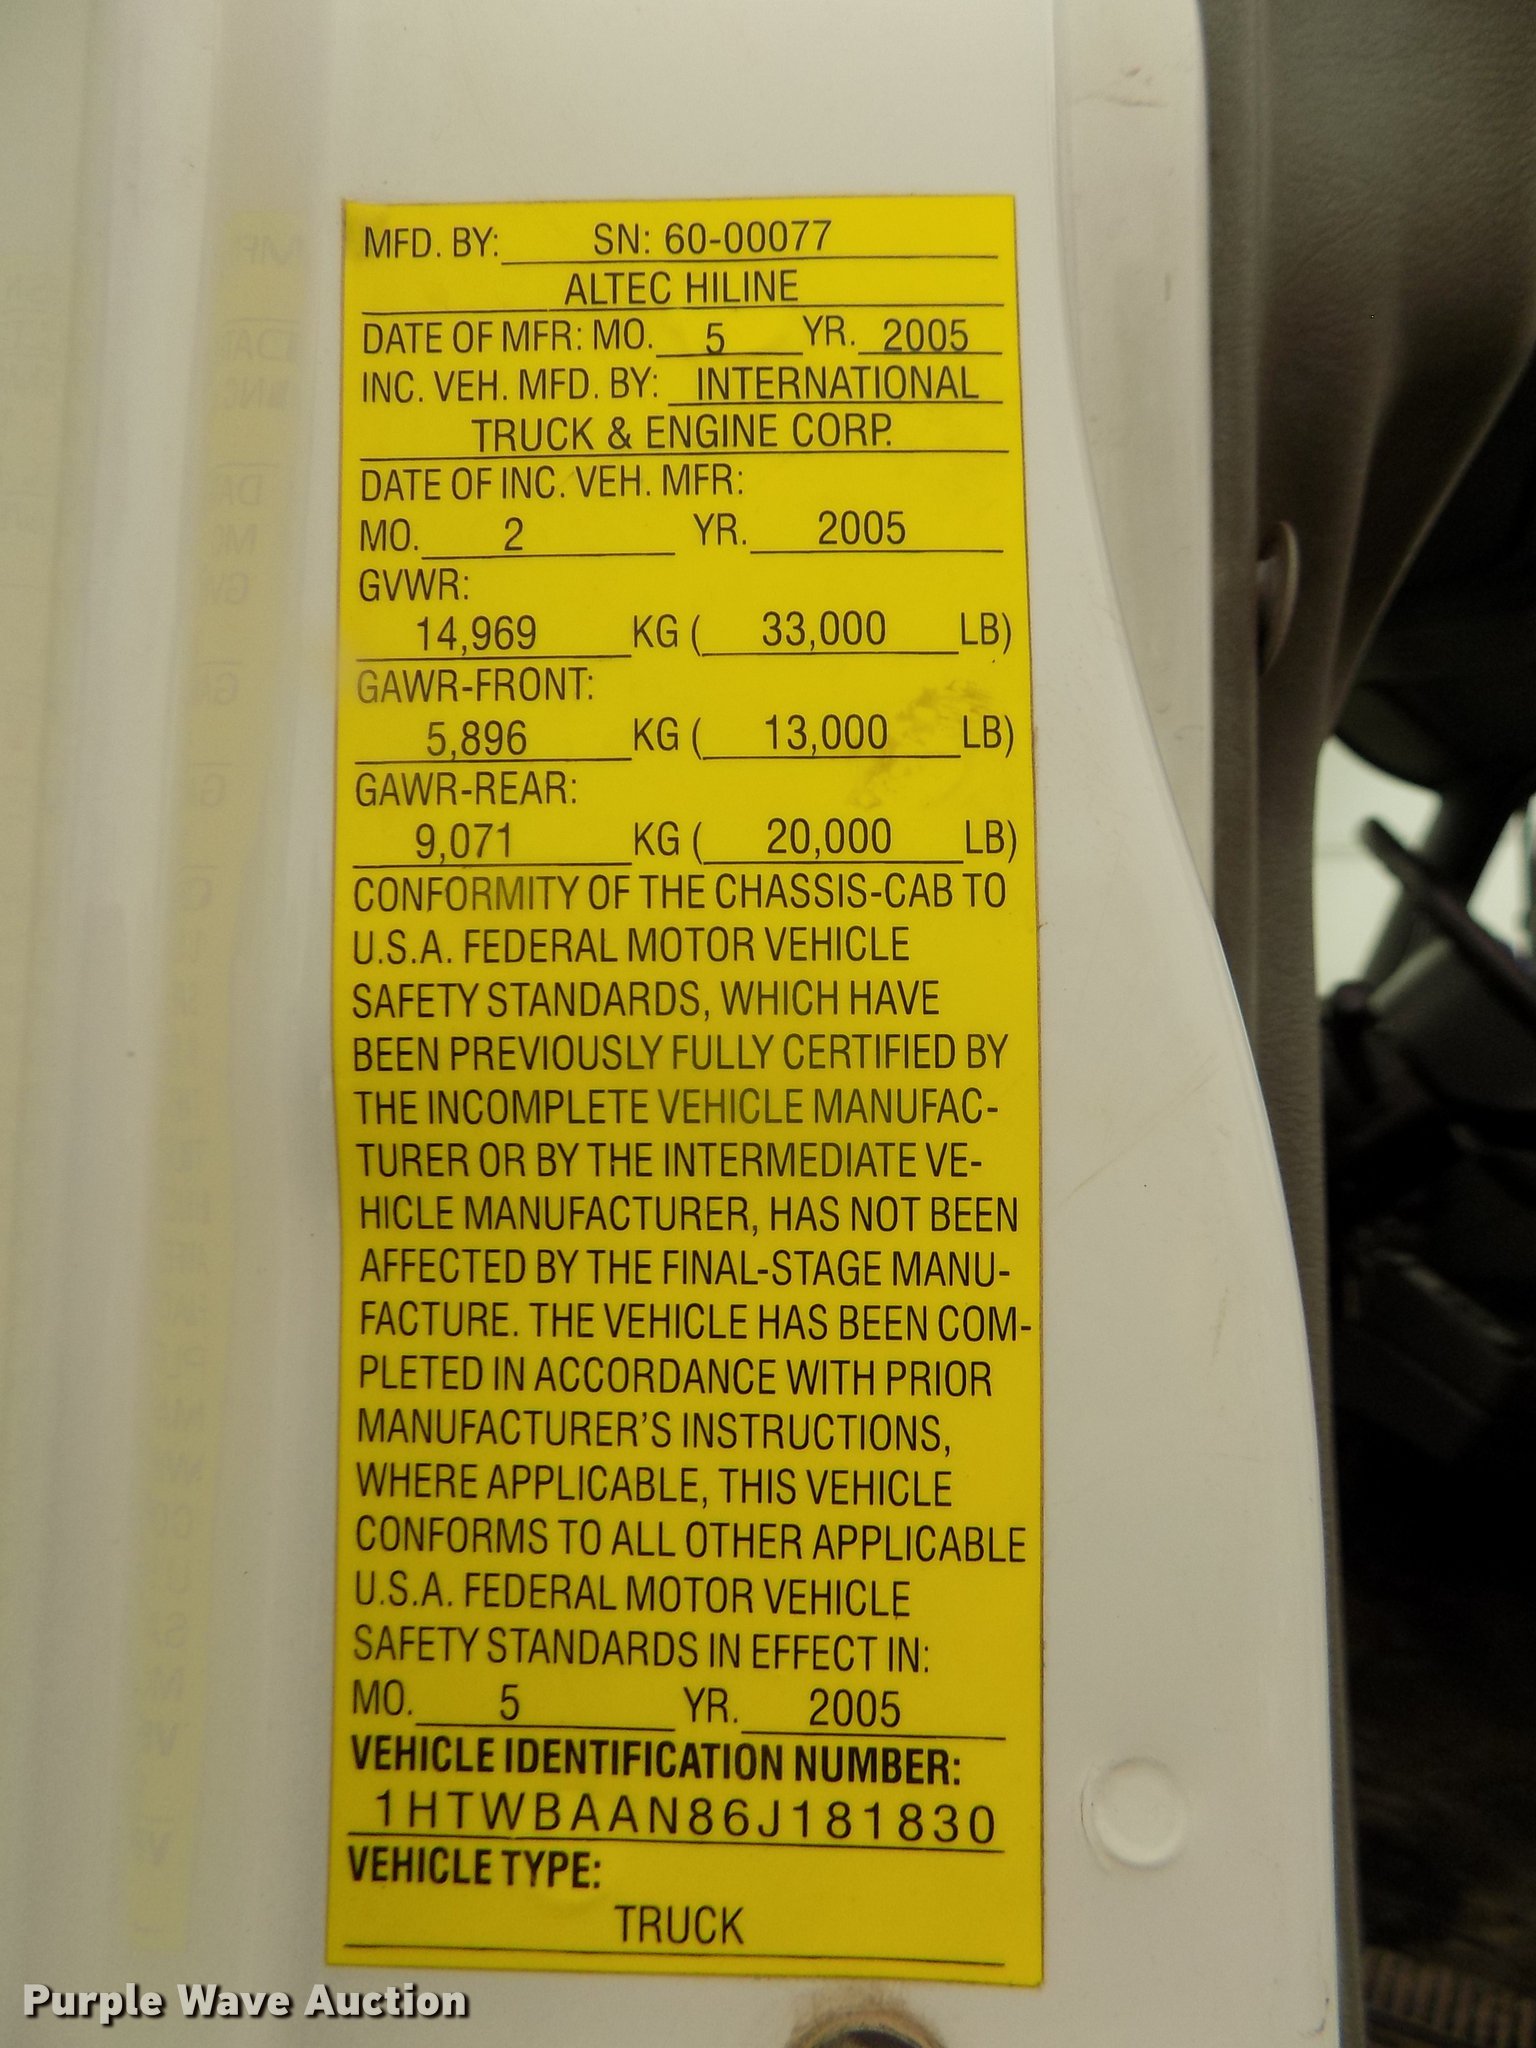 MFD. BY: SN: 60-00077
ALTEC HILINE
DATE OF MFR: MO. 5 YR. 2005
INC. VEH. MFD. BY: INTERNATIONAL
TRUCK & ENGINE CORP.
DATE OF INC. VEH. MFR:
MO. 2 YR. 2005
GVWR:
14,969 KG ( 33,000 LB)
GAWR-FRONT:
5,896 KG ( 13,000 LB)
GAWR-REAR:
9,071 KG ( 20,000 LB)
CONFORMITY OF THE CHASSIS-CAB TO
U.S.A. FEDERAL MOTOR VEHICLE
SAFETY STANDARDS, WHICH HAVE
BEEN PREVIOUSLY FULLY CERTIFIED BY
THE INCOMPLETE VEHICLE MANUFAC-
TURER OR BY THE INTERMEDIATE VE-
HICLE MANUFACTURER, HAS NOT BEEN
AFFECTED BY THE FINAL-STAGE MANU-
FACTURE. THE VEHICLE HAS BEEN COM-
PLETED IN ACCORDANCE WITH PRIOR
MANUFACTURER'S INSTRUCTIONS,
WHERE APPLICABLE, THIS VEHICLE
CONFORMS TO ALL OTHER APPLICABLE
U.S.A. FEDERAL MOTOR VEHICLE
SAFETY STANDARDS IN EFFECT IN:
MO. 5 YR. 2005
VEHICLE IDENTIFICATION NUMBER:
1HTWBAAN86J181830
VEHICLE TYPE:
TRUCK
Purple Wave Auction